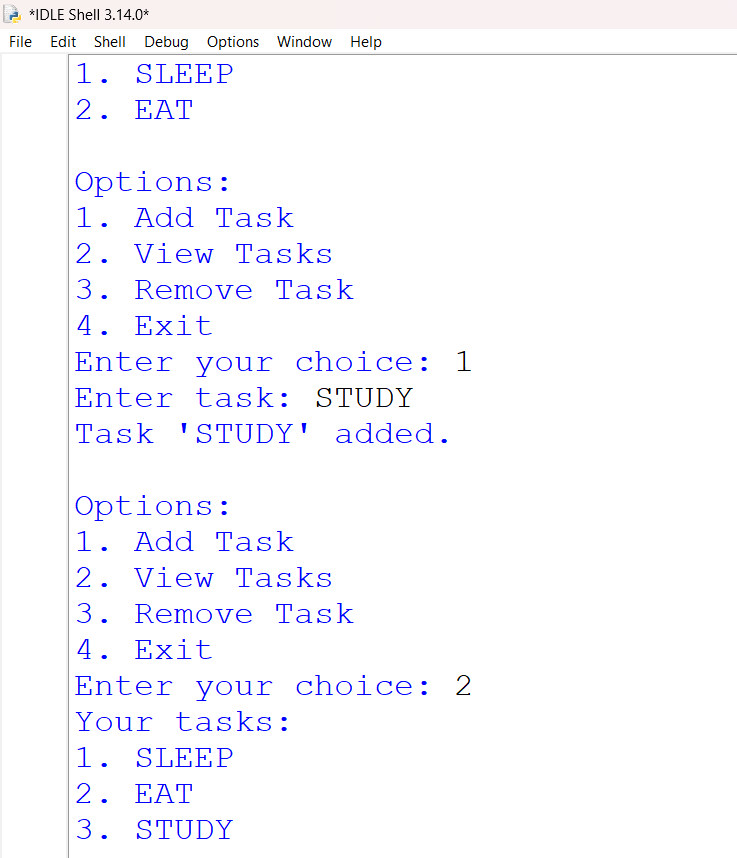 *IDLE Shell 3.14.0*
File Edit Shell Debug Options Window Help
1. SLEEP
2. EAT

Options:
1. Add Task
2. View Tasks
3. Remove Task
4. Exit
Enter your choice: 1
Enter task: STUDY
Task 'STUDY' added.

Options:
1. Add Task
2. View Tasks
3. Remove Task
4. Exit
Enter your choice: 2
Your tasks:
1. SLEEP
2. EAT
3. STUDY